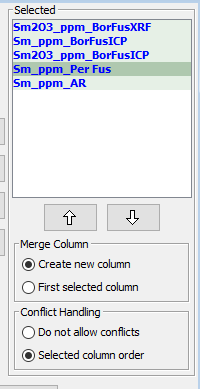 Selected
Sm2O3_ppm_BorFusXRF
Sm_ppm_BorFusICP
Sm2O3_ppm_BorFusICP
Sm_ppm_Per Fus
Sm_ppm_AR
Merge Column
Create new column
First selected column
Conflict Handling
Do not allow conflicts
Selected column order